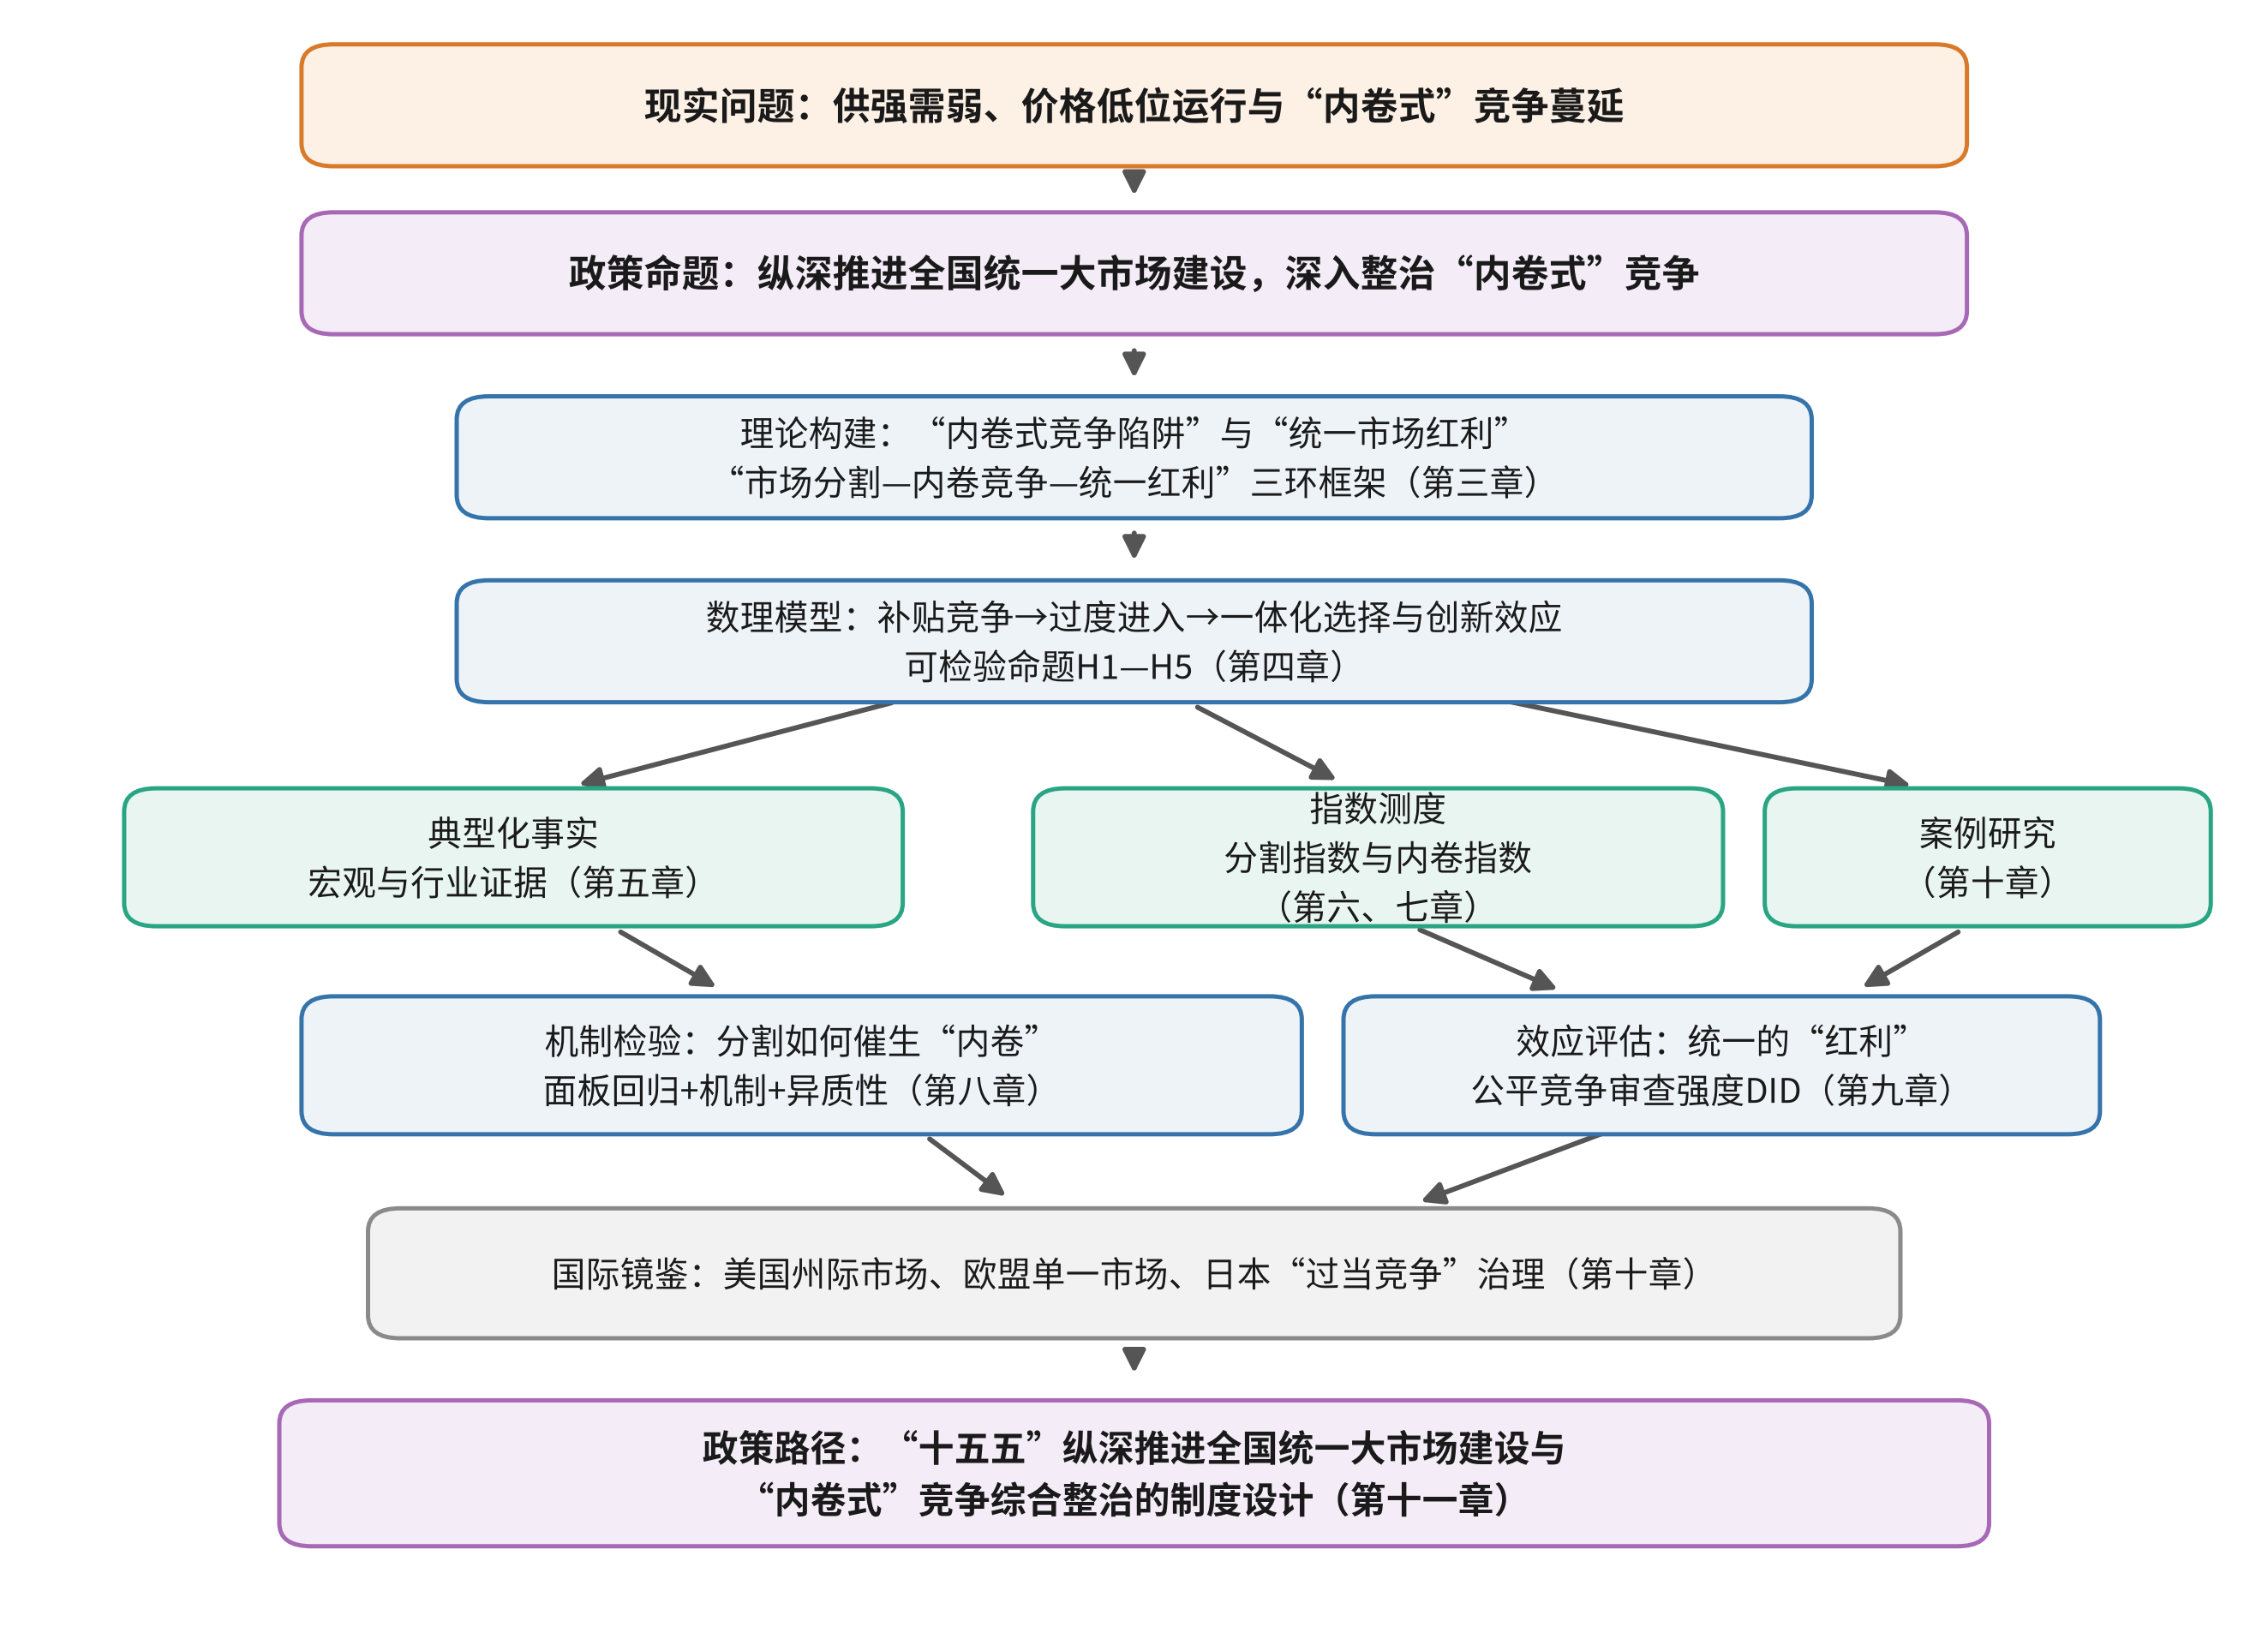 现实问题：供强需弱、价格低位运行与“内卷式”竞争蔓延
政策命题：纵深推进全国统一大市场建设，深入整治“内卷式”竞争
理论构建：“内卷式竞争陷阱”与“统一市场红利”
“市场分割—内卷竞争—统一红利”三环框架（第三章）
数理模型：补贴竞争→过度进入→一体化选择与创新效应
可检验命题H1—H5（第四章）
典型化事实
宏观与行业证据（第五章）
指数测度
分割指数与内卷指数
（第六、七章）
案例研究
（第十章）
机制检验：分割如何催生“内卷”
面板回归+机制+异质性（第八章）
效应评估：统一的“红利”
公平竞争审查强度DID（第九章）
国际镜鉴：美国州际市场、欧盟单一市场、日本“过当竞争”治理（第十章）
政策路径：“十五五”纵深推进全国统一大市场建设与
“内卷式”竞争综合整治的制度设计（第十一章）